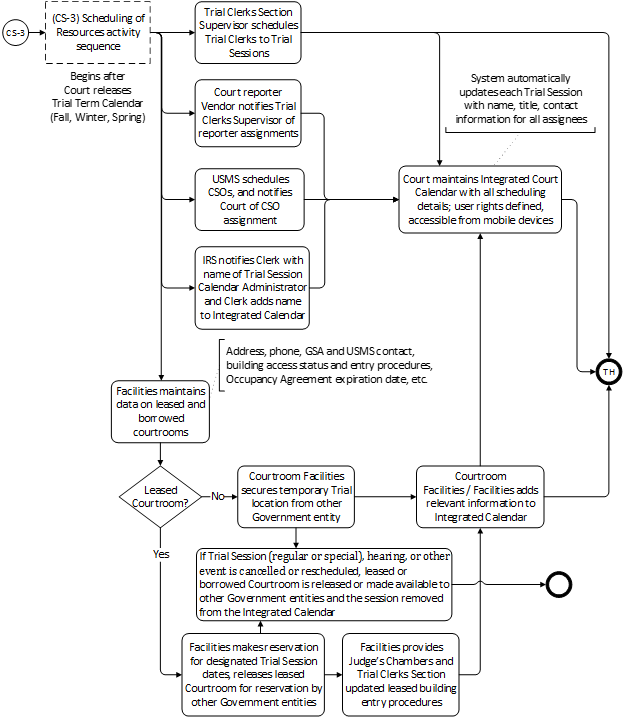 CS-3
(CS-3) Scheduling of
Resources activity
sequence
Begins after
Court releases
Trial Term Calendar
(Fall, Winter, Spring)
Trial Clerks Section
Supervisor schedules
Trial Clerks to Trial
Sessions
Court reporter
Vendor notifies Trial
Clerks Supervisor of
reporter assignments
USMS schedules
CSOs, and notifies
Court of CSO
assignment
IRS notifies Clerk with
name of Trial Session
Calendar Administrator
and Clerk adds name
to Integrated Calendar
System automatically
updates each Trial Session
with name, title, contact
information for all assignees
Court maintains Integrated Court
Calendar with all scheduling
details; user rights defined,
accessible from mobile devices
TH
Address, phone, GSA and USMS contact,
building access status and entry procedures,
Occupancy Agreement expiration date, etc.
Facilities maintains
data on leased and
borrowed
courtrooms
Leased
Courtroom?
No
Yes
Courtroom Facilities
secures temporary Trial
location from other
Government entity
Courtroom
Facilities / Facilities adds
relevant information to
Integrated Calendar
If Trial Session (regular or special), hearing, or other
event is cancelled or rescheduled, leased or
borrowed Courtroom is released or made available to
other Government entities and the session removed
from the Integrated Calendar
Facilities makes reservation
for designated Trial Session
dates, releases leased
Courtroom for reservation by
other Government entities
Facilities provides
Judge's Chambers and
Trial Clerks Section
updated leased building
entry procedures